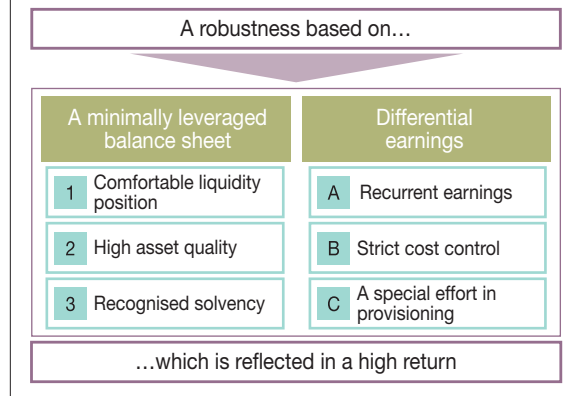 A robustness based on…
A minimally leveraged
balance sheet
1 Comfortable liquidity
position
2 High asset quality
3 Recognised solvency
Differential
earnings
A Recurrent earnings
B Strict cost control
C A special effort in
provisioning
…which is reflected in a high return